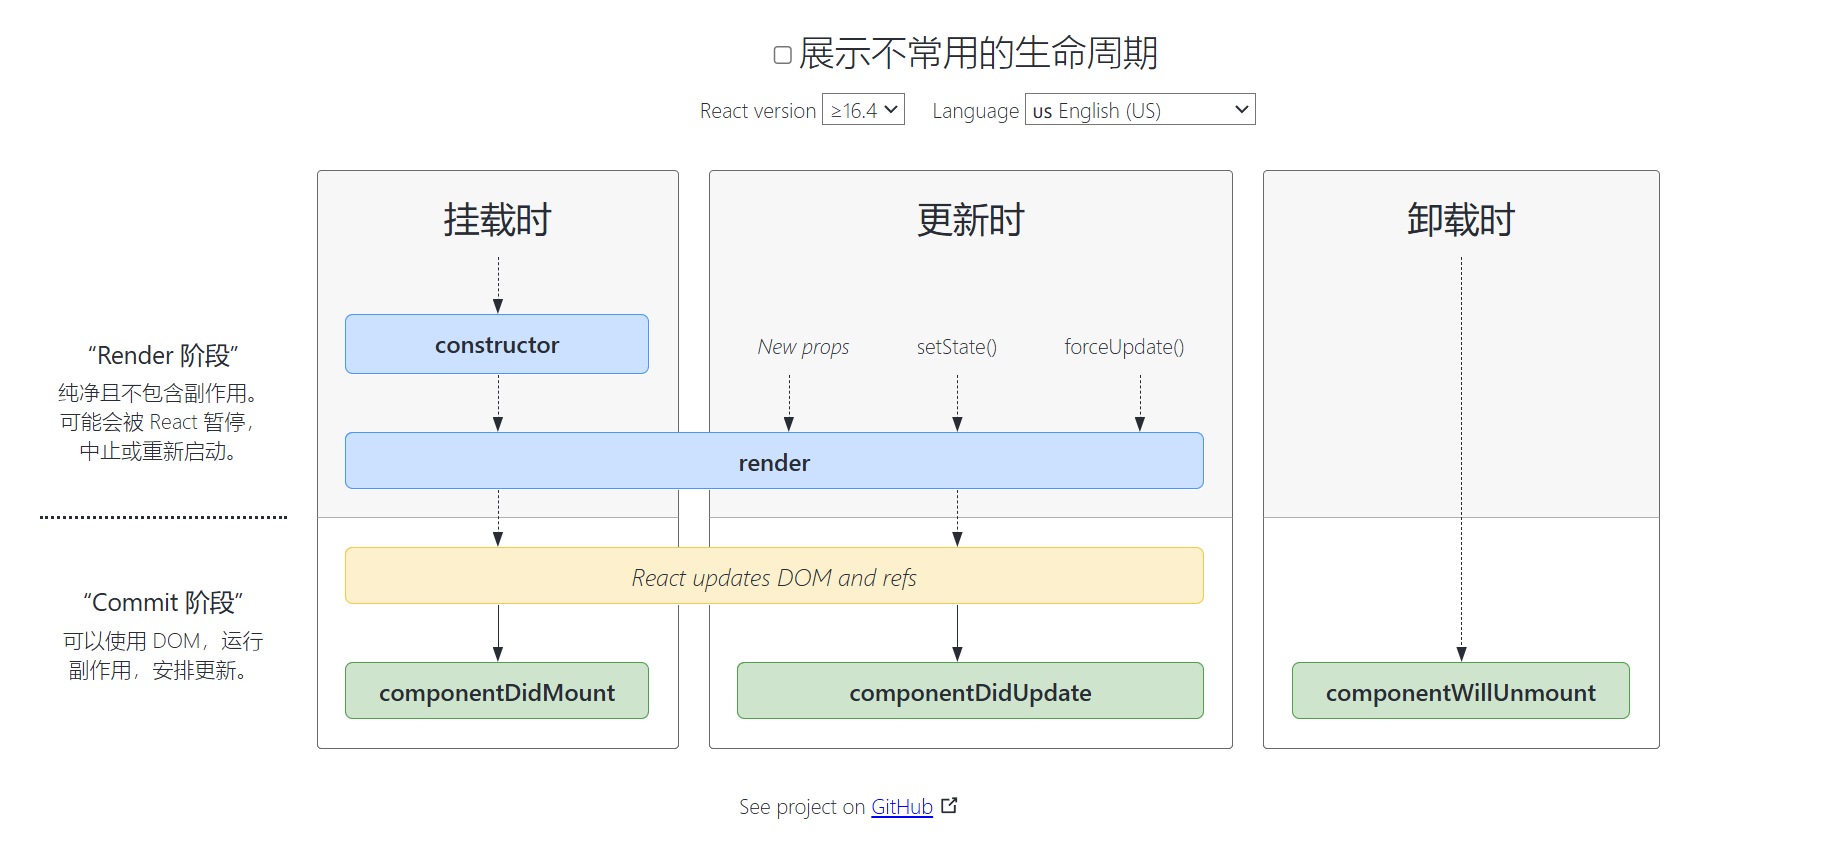 展示不常用的生命周期
React version ≥16.4 Language us English (US)
挂载时
更新时
卸载时
“Render 阶段”
纯净且不包含副作用。
可能会被 React 暂停，
中止或重新启动。
constructor
New props
setState()
forceUpdate()
render
“Commit 阶段”
可以使用 DOM，运行
副作用，安排更新。
React updates DOM and refs
componentDidMount
componentDidUpdate
componentWillUnmount
See project on GitHub